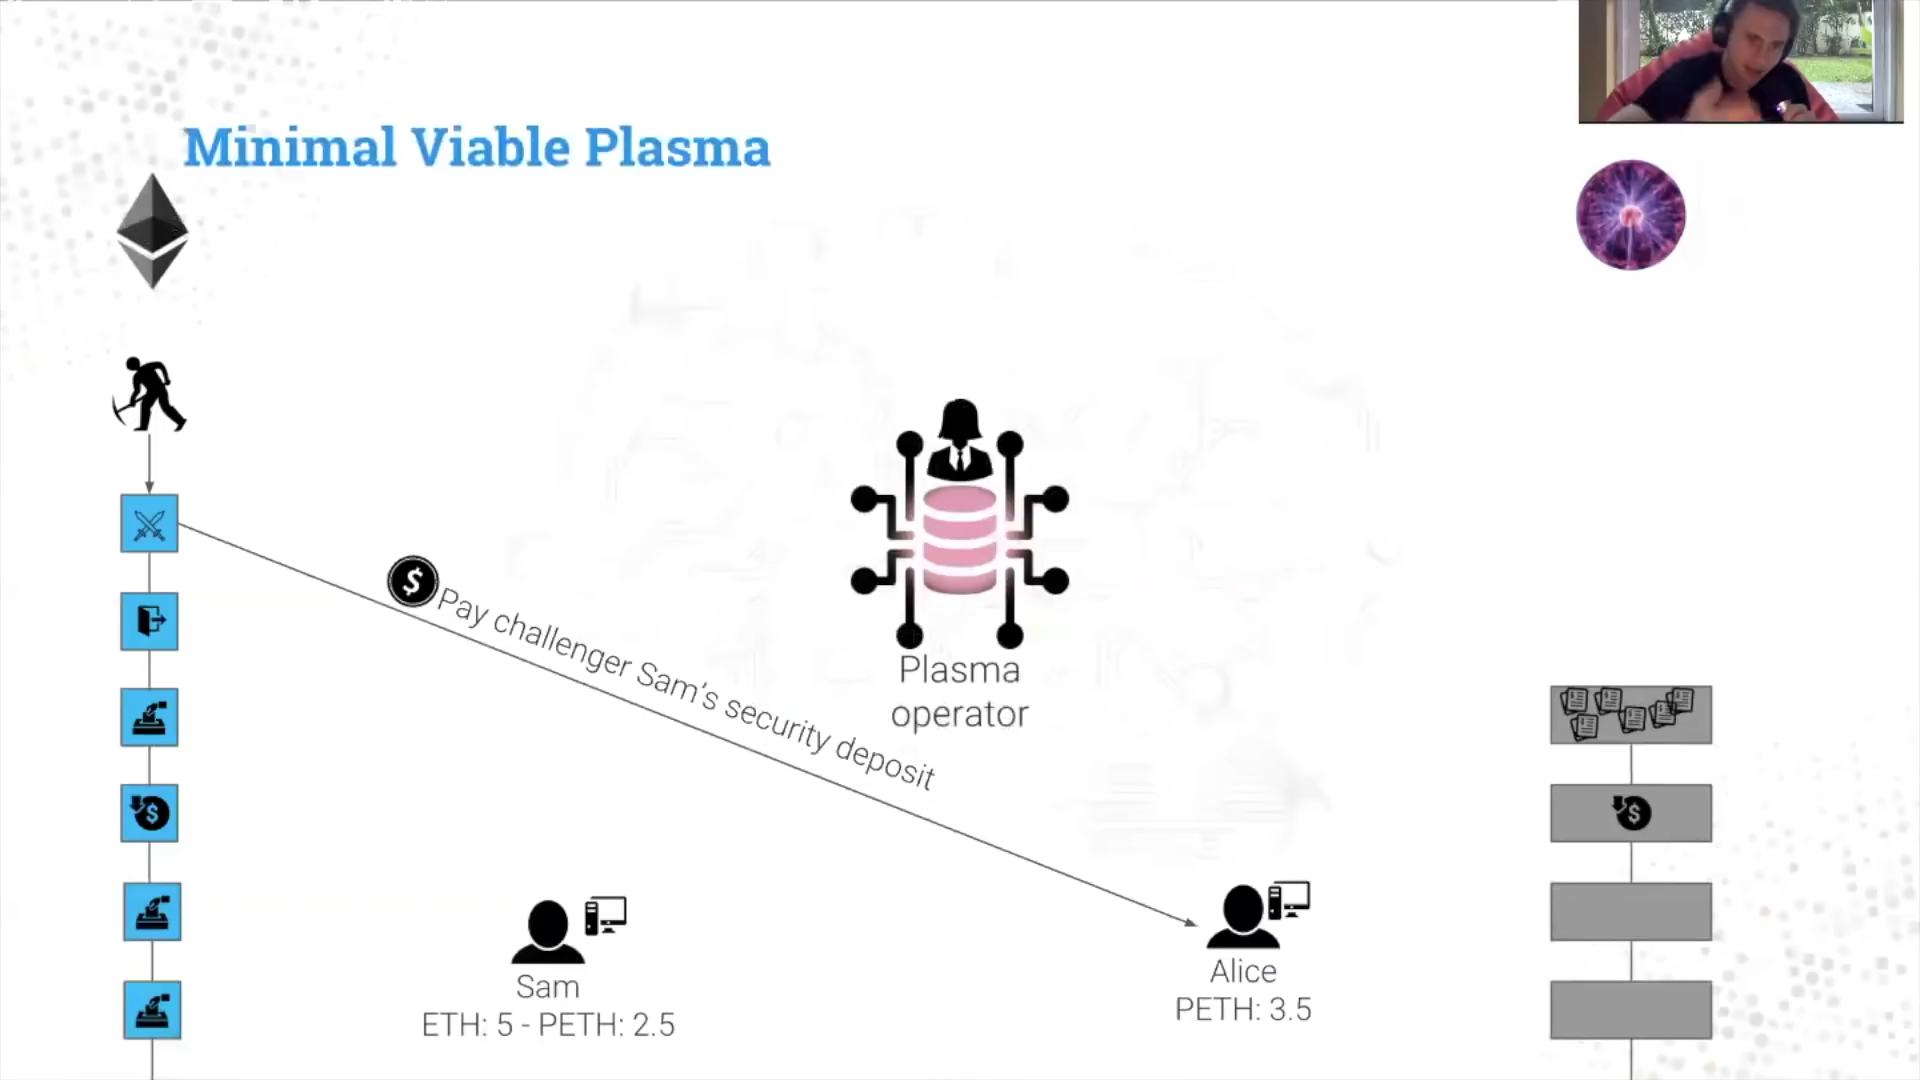 Minimal Viable Plasma
$
Pay challenger Sam's security deposit
Plasma
operator
$
$
Sam
ETH: 5 - PETH: 2.5
Alice
PETH: 3.5